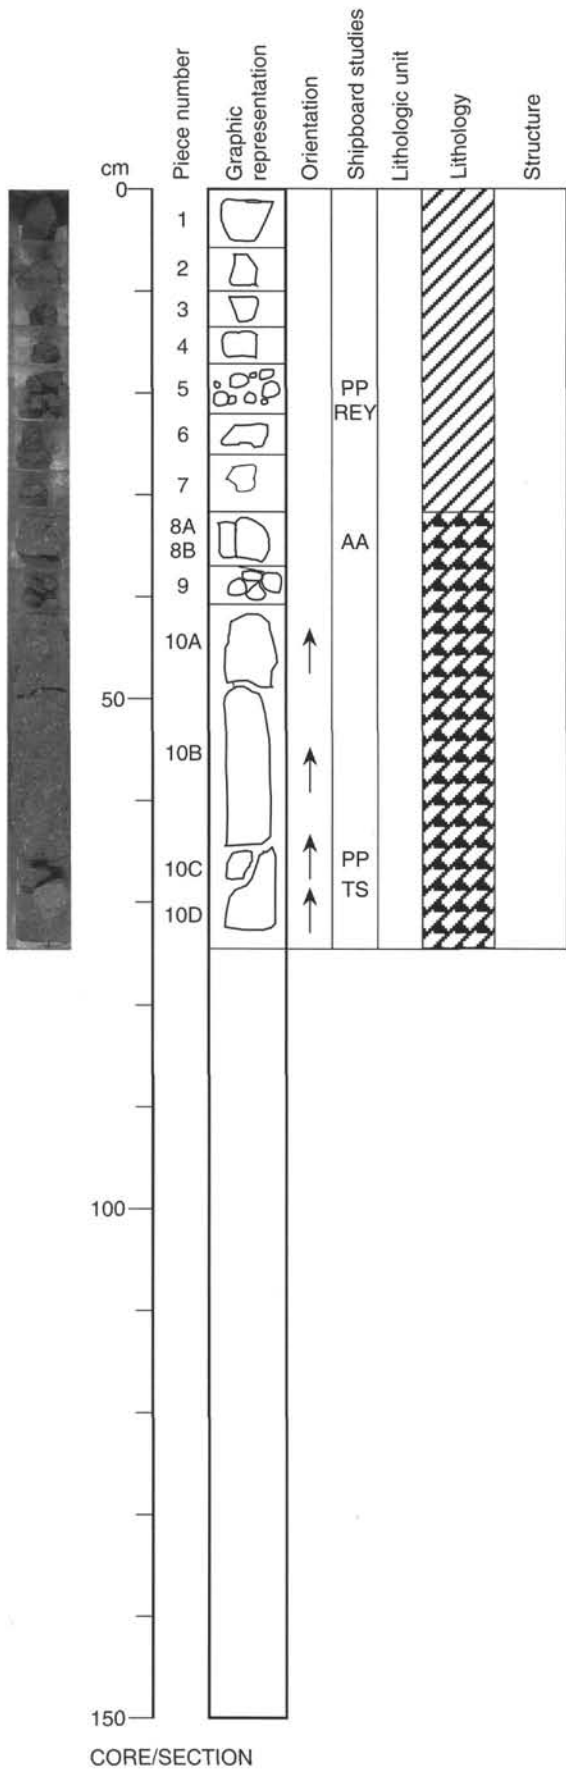 cm
Piece number
Graphic
representation
Orientation
Shipboard studies
Lithologic unit
Lithology
Structure
0
1
2
3
4
5
PP
REY
6
7
8A
8B
AA
9
10A
50
10B
10C
PP
TS
10D
100
150
CORE/SECTION